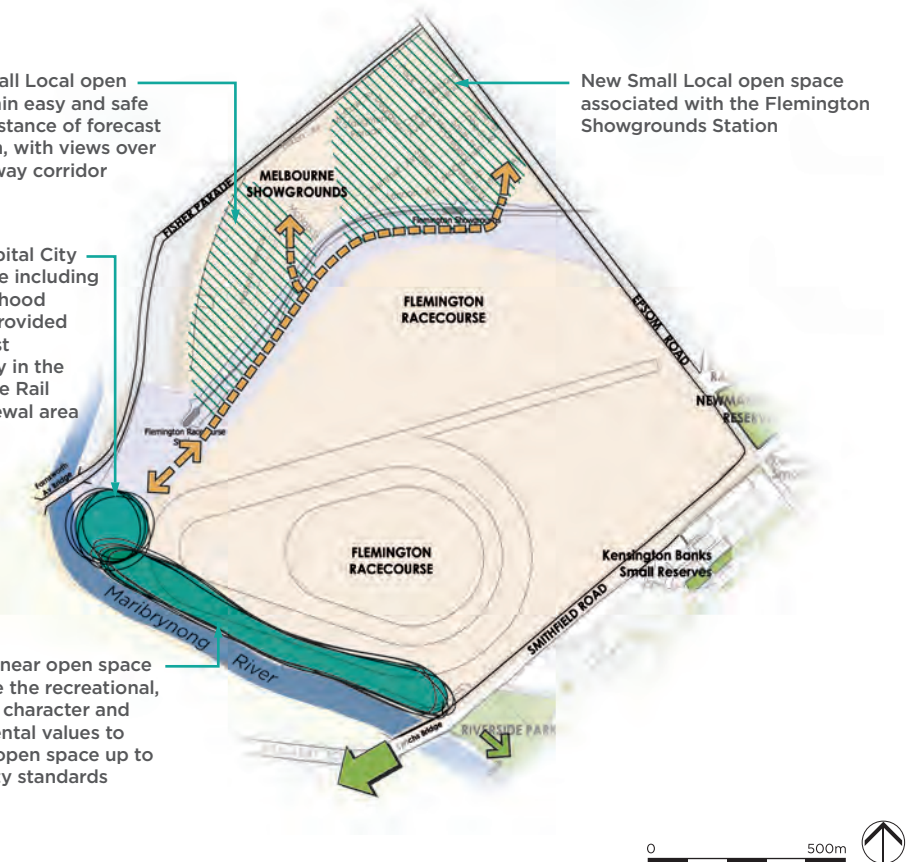 all Local open
in easy and safe
stance of forecast
, with views over
way corridor
New Small Local open space
associated with the Flemington
Showgrounds Station
MELBOURNE
SHOWGROUNDS
FISHER PARADE
Flemington Showgrounds
pital City
e including
hood
rovided
st
y in the
e Rail
ewal area
FLEMINGTON
RACECOURSE
EPSOM ROAD
Flemington Racecourse
Farnsworth
Av Bridge
FLEMINGTON
RACECOURSE
Kensington Banks
Small Reserves
SMITHFIELD ROAD
Maribrynong River
near open space
e the recreational,
character and
ental values to
open space up to
ty standards
Lynchs Bridge
RIVERSIDE PARK
0 500m